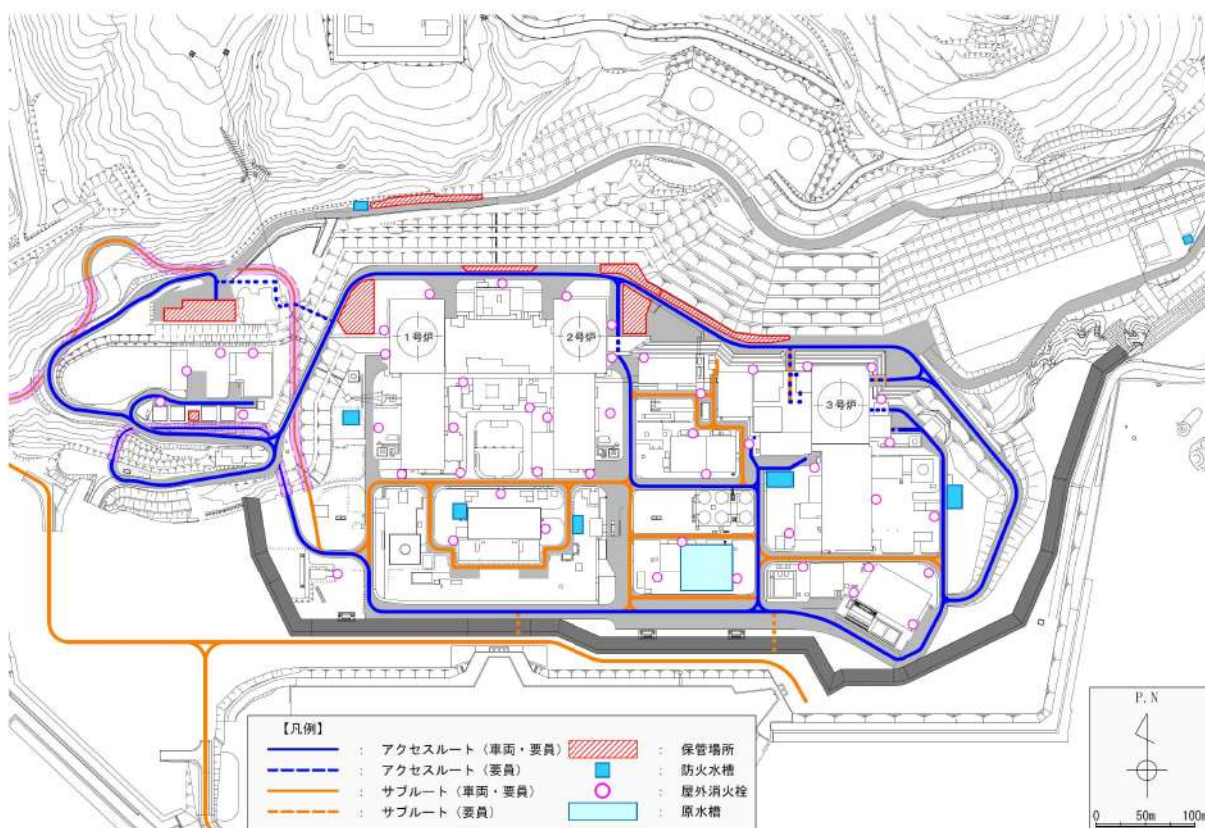 1号炉
2号炉
3号炉
【凡例】
： アクセスルート（車両・要員）
： アクセスルート（要員）
： サブルート（車両・要員）
： サブルート（要員）
： 保管場所
： 防火水槽
： 屋外消火栓
： 原水槽
P.N
0 50m 100m